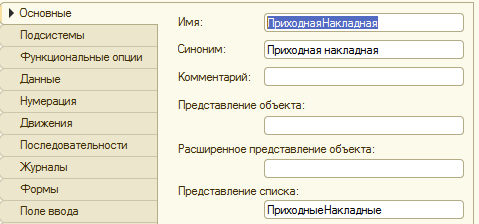 Основные
Подсистемы
Функциональные опции
Данные
Нумерация
Движения
Последовательности
Журналы
Формы
Поле ввода
Имя: ПриходнаяНакладная
Синоним: Приходная накладная
Комментарий:
Представление объекта:
Расширенное представление объекта:
Представление списка:
ПриходныеНакладные